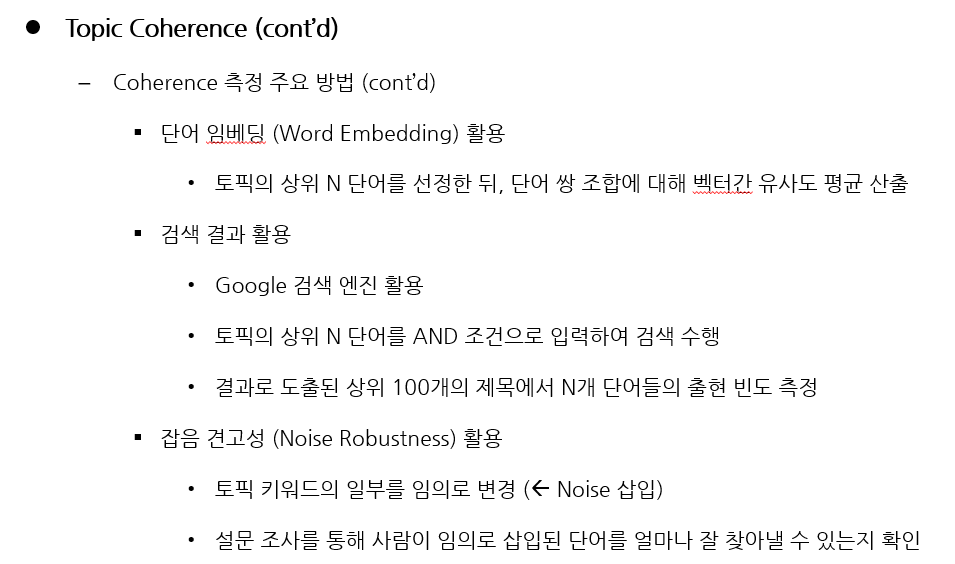 ● Topic Coherence (cont’d)
– Coherence 측정 주요 방법 (cont’d)
▪ 단어 임베딩 (Word Embedding) 활용
• 토픽의 상위 N 단어를 선정한 뒤, 단어 쌍 조합에 대해 벡터간 유사도 평균 산출
▪ 검색 결과 활용
• Google 검색 엔진 활용
• 토픽의 상위 N 단어를 AND 조건으로 입력하여 검색 수행
• 결과로 도출된 상위 100개의 제목에서 N개 단어들의 출현 빈도 측정
▪ 잡음 견고성 (Noise Robustness) 활용
• 토픽 키워드의 일부를 임의로 변경 (← Noise 삽입)
• 설문 조사를 통해 사람이 임의로 삽입된 단어를 얼마나 잘 찾아낼 수 있는지 확인